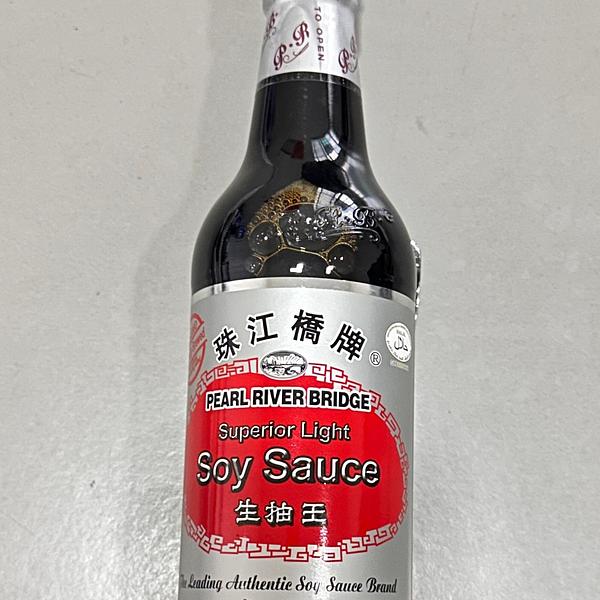 P·R
TO OPEN
P·R
珠江橋牌®
PEARL RIVER BRIDGE
Superior Light
Soy Sauce
生抽王
The Leading Authentic Soy Sauce Brand